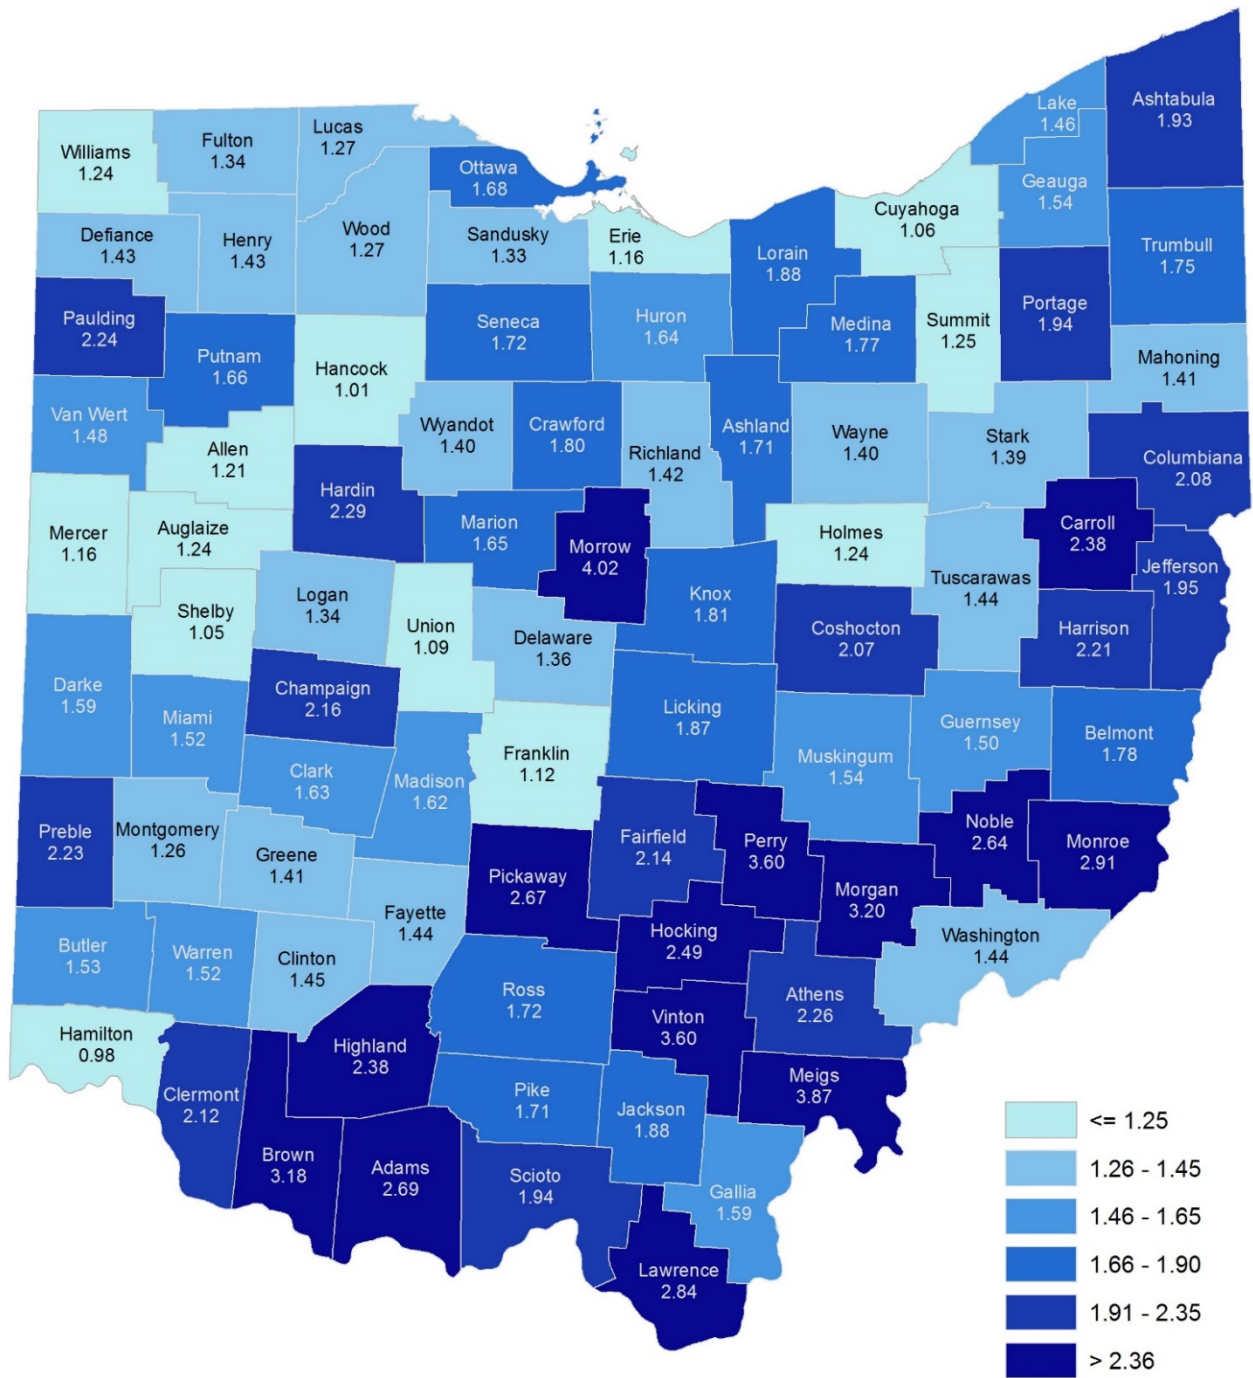 Lake
1.46
Ashtabula
1.93
Williams
1.24
Fulton
1.34
Lucas
1.27
Ottawa
1.68
Geauga
1.54
Cuyahoga
1.06
Defiance
1.43
Henry
1.43
Wood
1.27
Sandusky
1.33
Erie
1.16
Lorain
1.88
Trumbull
1.75
Paulding
2.24
Putnam
1.66
Hancock
1.01
Seneca
1.72
Huron
1.64
Medina
1.77
Summit
1.25
Portage
1.94
Mahoning
1.41
Van Wert
1.48
Allen
1.21
Wyandot
1.40
Crawford
1.80
Richland
1.42
Ashland
1.71
Wayne
1.40
Stark
1.39
Columbiana
2.08
Mercer
1.16
Auglaize
1.24
Hardin
2.29
Marion
1.65
Morrow
4.02
Holmes
1.24
Carroll
2.38
Tuscarawas
1.44
Jefferson
1.95
Shelby
1.05
Logan
1.34
Union
1.09
Delaware
1.36
Knox
1.81
Coshocton
2.07
Harrison
2.21
Darke
1.59
Miami
1.52
Champaign
2.16
Licking
1.87
Guernsey
1.50
Belmont
1.78
Clark
1.63
Madison
1.62
Franklin
1.12
Muskingum
1.54
Preble
2.23
Montgomery
1.26
Greene
1.41
Fairfield
2.14
Perry
3.60
Noble
2.64
Monroe
2.91
Pickaway
2.67
Morgan
3.20
Butler
1.53
Warren
1.52
Clinton
1.45
Fayette
1.44
Hocking
2.49
Washington
1.44
Ross
1.72
Athens
2.26
Hamilton
0.98
Highland
2.38
Vinton
3.60
Clermont
2.12
Pike
1.71
Jackson
1.88
Meigs
3.87
Brown
3.18
Adams
2.69
Scioto
1.94
Gallia
1.59
Lawrence
2.84
<= 1.25
1.26 - 1.45
1.46 - 1.65
1.66 - 1.90
1.91 - 2.35
> 2.36